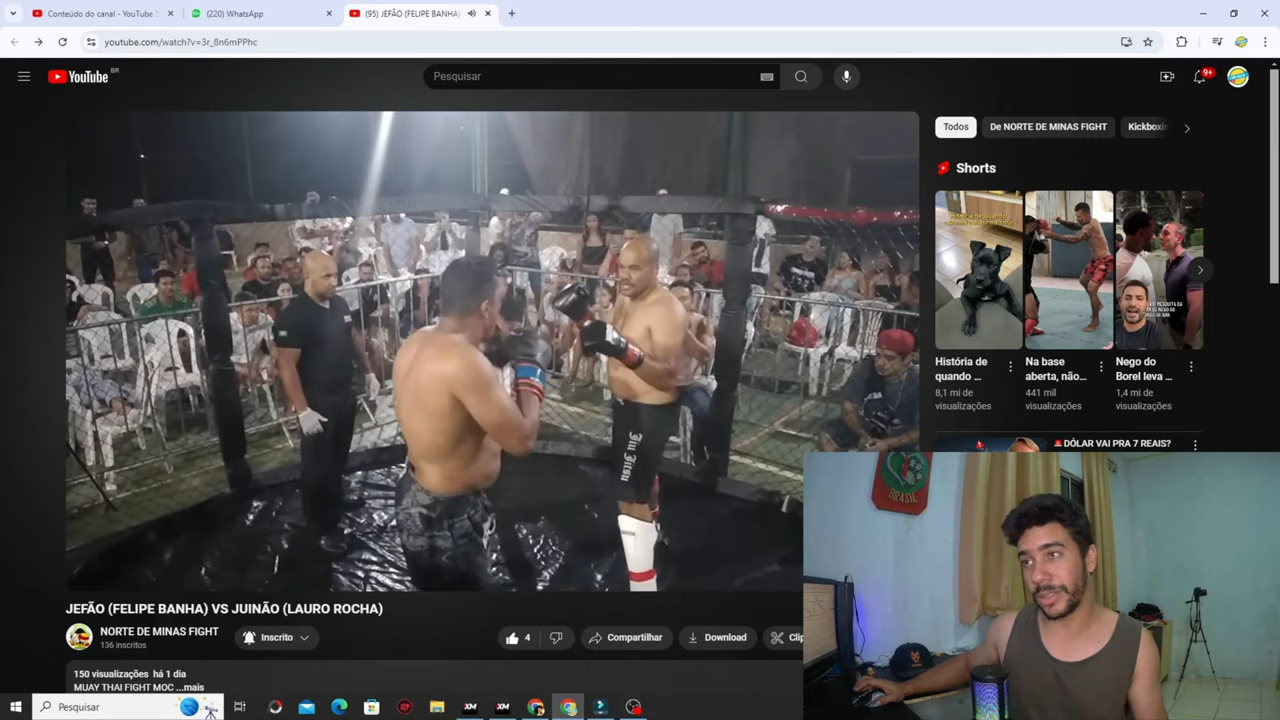 Conteúdo do canal - YouTube
(220) WhatsApp
(95) JEFÃO (FELIPE BANHA)
youtube.com/watch?v=3r_8n6mPPhc
YouTube BR
Pesquisar
9+
Todos
De NORTE DE MINAS FIGHT
Kickboxin
Shorts
BRASIL
História de quando ...
8,1 mi de visualizações
Na base aberta, não...
441 mil visualizações
Nego do Borel leva ...
1,4 mi de visualizações
DÓLAR VAI PRA 7 REAIS?
JEFÃO (FELIPE BANHA) VS JUINÃO (LAURO ROCHA)
NORTE DE MINAS FIGHT
136 inscritos
Inscrito
4
Compartilhar
Download
Clip
150 visualizações há 1 dia
MUAY THAI FIGHT MOC ...mais
Pesquisar
XM
XM